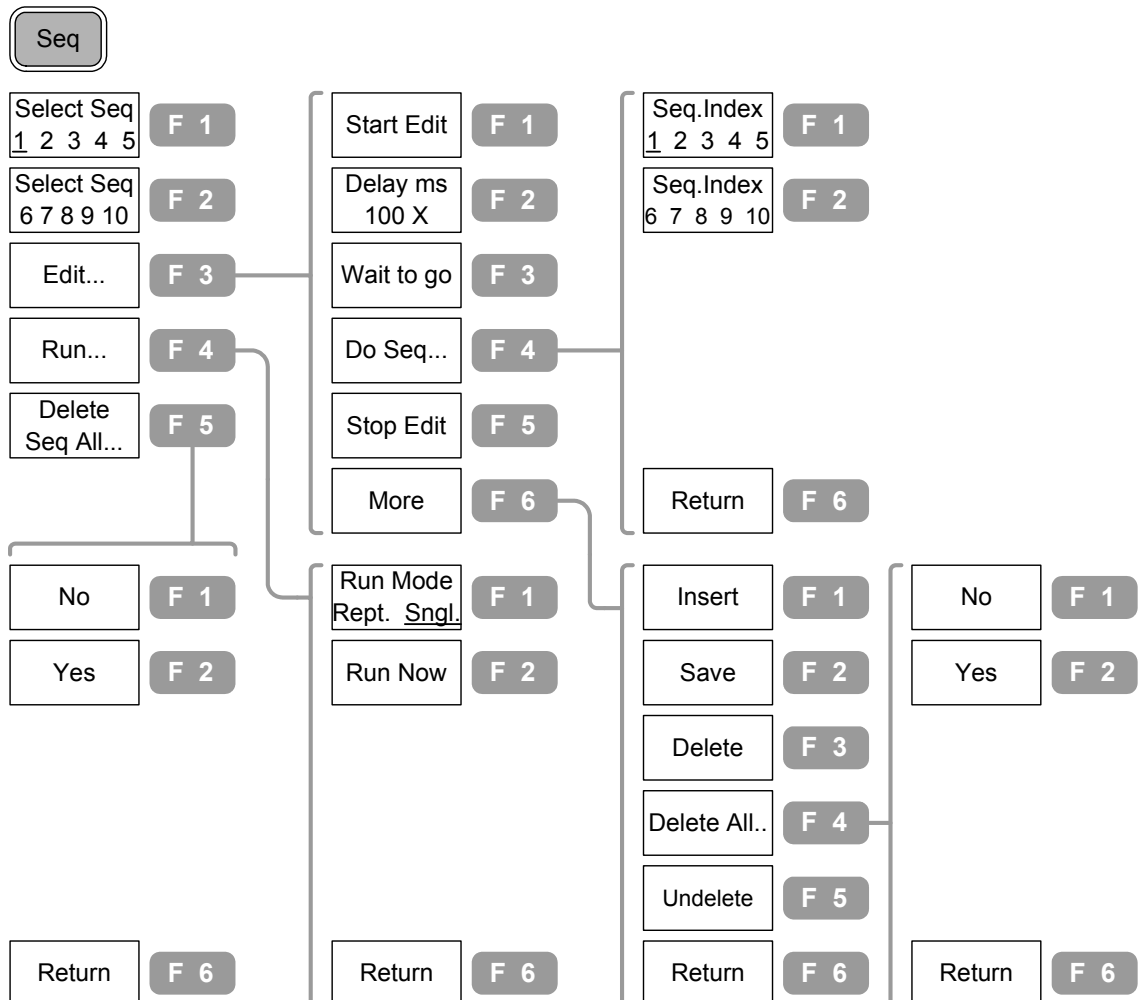 Seq
Select Seq
1 2 3 4 5
F 1
Select Seq
6 7 8 9 10
F 2
Edit...
F 3
Run...
F 4
Delete
Seq All...
F 5
No
F 1
Yes
F 2
Return
F 6
Start Edit
F 1
Delay ms
100 X
F 2
Wait to go
F 3
Do Seq...
F 4
Stop Edit
F 5
More
F 6
Run Mode
Rept. Sngl.
F 1
Run Now
F 2
Return
F 6
Seq.Index
1 2 3 4 5
F 1
Seq.Index
6 7 8 9 10
F 2
Return
F 6
Insert
F 1
Save
F 2
Delete
F 3
Delete All..
F 4
Undelete
F 5
Return
F 6
No
F 1
Yes
F 2
Return
F 6